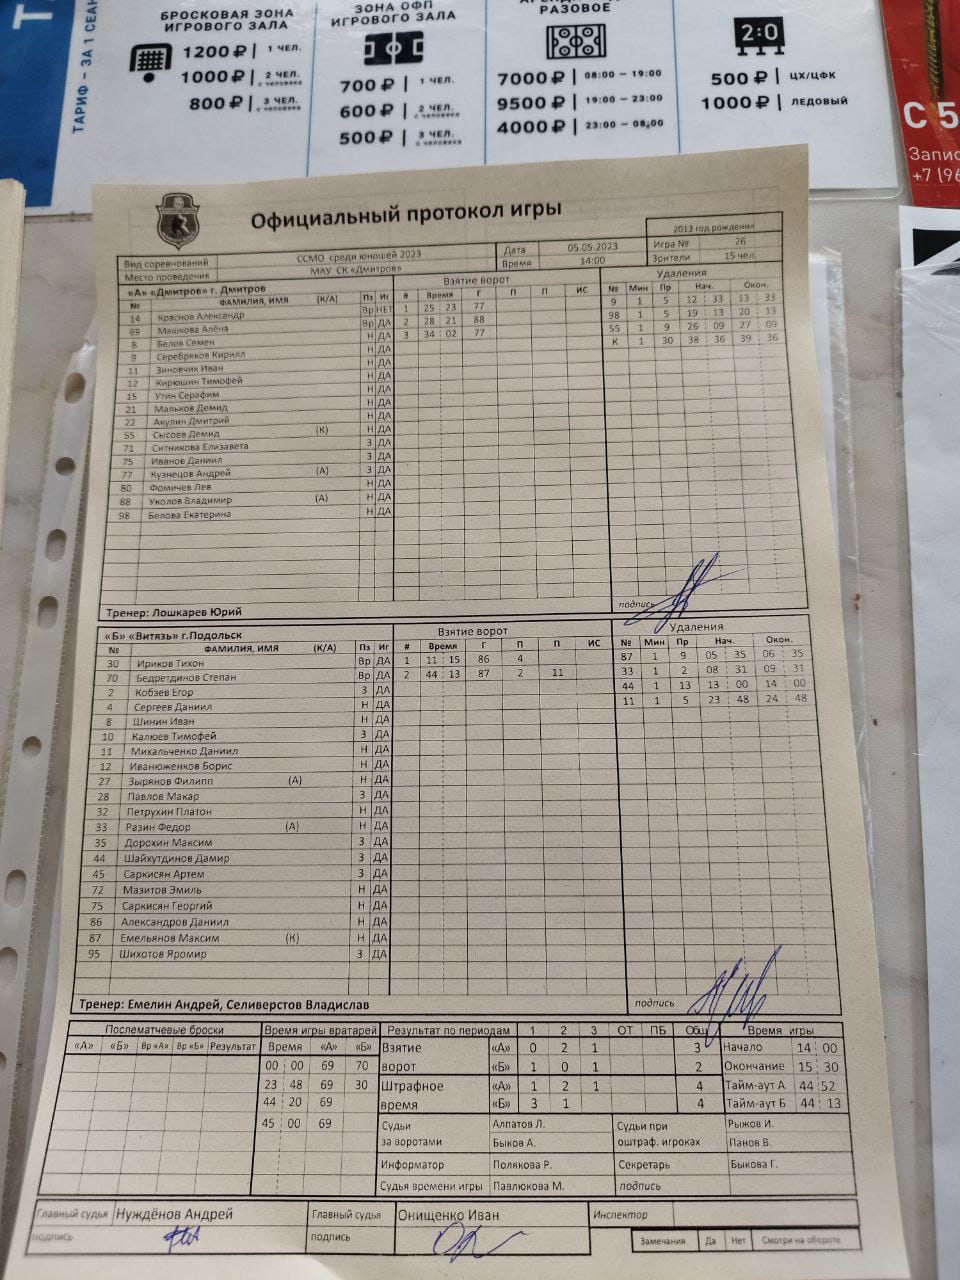 ТАРИФ – ЗА 1 СЕАН
БРОСКОВАЯ ЗОНА
ИГРОВОГО ЗАЛА
1200 ₽ | 1 ЧЕЛ.
1000 ₽ | 2 ЧЕЛ. с человека
800 ₽ | 3 ЧЕЛ. с человека
ЗОНА ОФП
ИГРОВОГО ЗАЛА
700 ₽ | 1 ЧЕЛ.
600 ₽ | 2 ЧЕЛ. с человека
500 ₽ | 3 ЧЕЛ. с человека
РАЗОВОЕ
7000 ₽ | 08:00 – 19:00
9500 ₽ | 19:00 – 23:00
4000 ₽ | 23:00 – 08:00
2:0
500 ₽ | ЦХ/ЦФК
1000 ₽ | ЛЕДОВЫЙ
С 5
Запис
+7 (96
Официальный протокол игры
2013 год рождения
Вид соревнований ССМО среди юношей 2023 Дата 05.05.2023 Игра № 26
Место проведения МАУ СК «Дмитров» Время 14:00 Зрители 15 чел.
«А» «Дмитров» г. Дмитров Взятие ворот Удаления
№ ФАМИЛИЯ, ИМЯ (К/А) Пз Иг # Время Г П П ИС № Мин Пр Нач. Окон.
14 Краснов Александр Вр НЕТ 1 25 23 77 9 1 5 12 33 13 33
69 Машкова Алёна Вр ДА 2 28 21 88 98 1 5 19 13 20 13
8 Белов Семен Н ДА 3 34 02 77 55 1 9 26 09 27 09
9 Серебряков Кирилл Н ДА К 1 30 38 36 39 36
11 Зиновчик Иван Н ДА
12 Кирюшин Тимофей Н ДА
15 Утин Серафим Н ДА
21 Мальков Демид Н ДА
22 Акулин Дмитрий Н ДА
55 Сысоев Демид (К) Н ДА
71 Ситникова Елизавета З ДА
75 Иванов Даниил З ДА
77 Кузнецов Андрей (А) З ДА
80 Фомичев Лев Н ДА
88 Уколов Владимир (А) Н ДА
98 Белова Екатерина Н ДА
Тренер: Лошкарев Юрий подпись
«Б» «Витязь» г.Подольск Взятие ворот Удаления
№ ФАМИЛИЯ, ИМЯ (К/А) Пз Иг # Время Г П П ИС № Мин Пр Нач. Окон.
30 Ириков Тихон Вр ДА 1 11 15 86 4 87 1 9 05 35 06 35
70 Бедретдинов Степан Вр ДА 2 44 13 87 2 11 33 1 2 08 31 09 31
2 Кобзев Егор З ДА 44 1 13 13 00 14 00
4 Сергеев Даниил Н ДА 11 1 5 23 48 24 48
8 Шинин Иван Н ДА
10 Калюев Тимофей З ДА
11 Михальченко Даниил Н ДА
12 Иванюженков Борис Н ДА
27 Зырянов Филипп (А) Н ДА
28 Павлов Макар З ДА
32 Петрухин Платон Н ДА
33 Разин Федор (А) Н ДА
35 Дорохин Максим З ДА
44 Шайхутдинов Дамир З ДА
45 Саркисян Артем З ДА
72 Мазитов Эмиль Н ДА
75 Саркисян Георгий Н ДА
86 Александров Даниил Н ДА
87 Емельянов Максим (К) Н ДА
95 Шихотов Яромир З ДА
Тренер: Емелин Андрей, Селиверстов Владислав подпись
Послематчевые броски Время игры вратарей Результат по периодам 1 2 3 ОТ ПБ Общ Время игры
«А» «Б» Вр «А» Вр «Б» Результат Время «А» «Б» Взятие ворот «А» 0 2 1 3 Начало 14 00
00 00 69 70 «Б» 1 0 1 2 Окончание 15 30
23 48 69 30 Штрафное время «А» 1 2 1 4 Тайм-аут А 44 52
44 20 69 «Б» 3 1 4 Тайм-аут Б 44 13
45 00 69 Судьи за воротами Алпатов Л. Судьи при оштраф. игроках Рыжов И.
Быков А. Панов В.
Информатор Полякова Р. Секретарь Быкова Г.
Судья времени игры Павлюкова М. подпись
Главный судья Нуждёнов Андрей Главный судья Онищенко Иван Инспектор
подпись подпись Замечания Да Нет Смотри на обороте